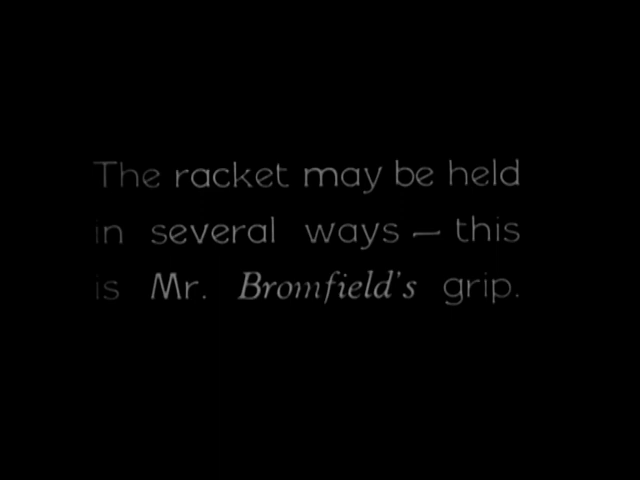 The racket may be held
in several ways — this
is Mr. Bromfield's grip.